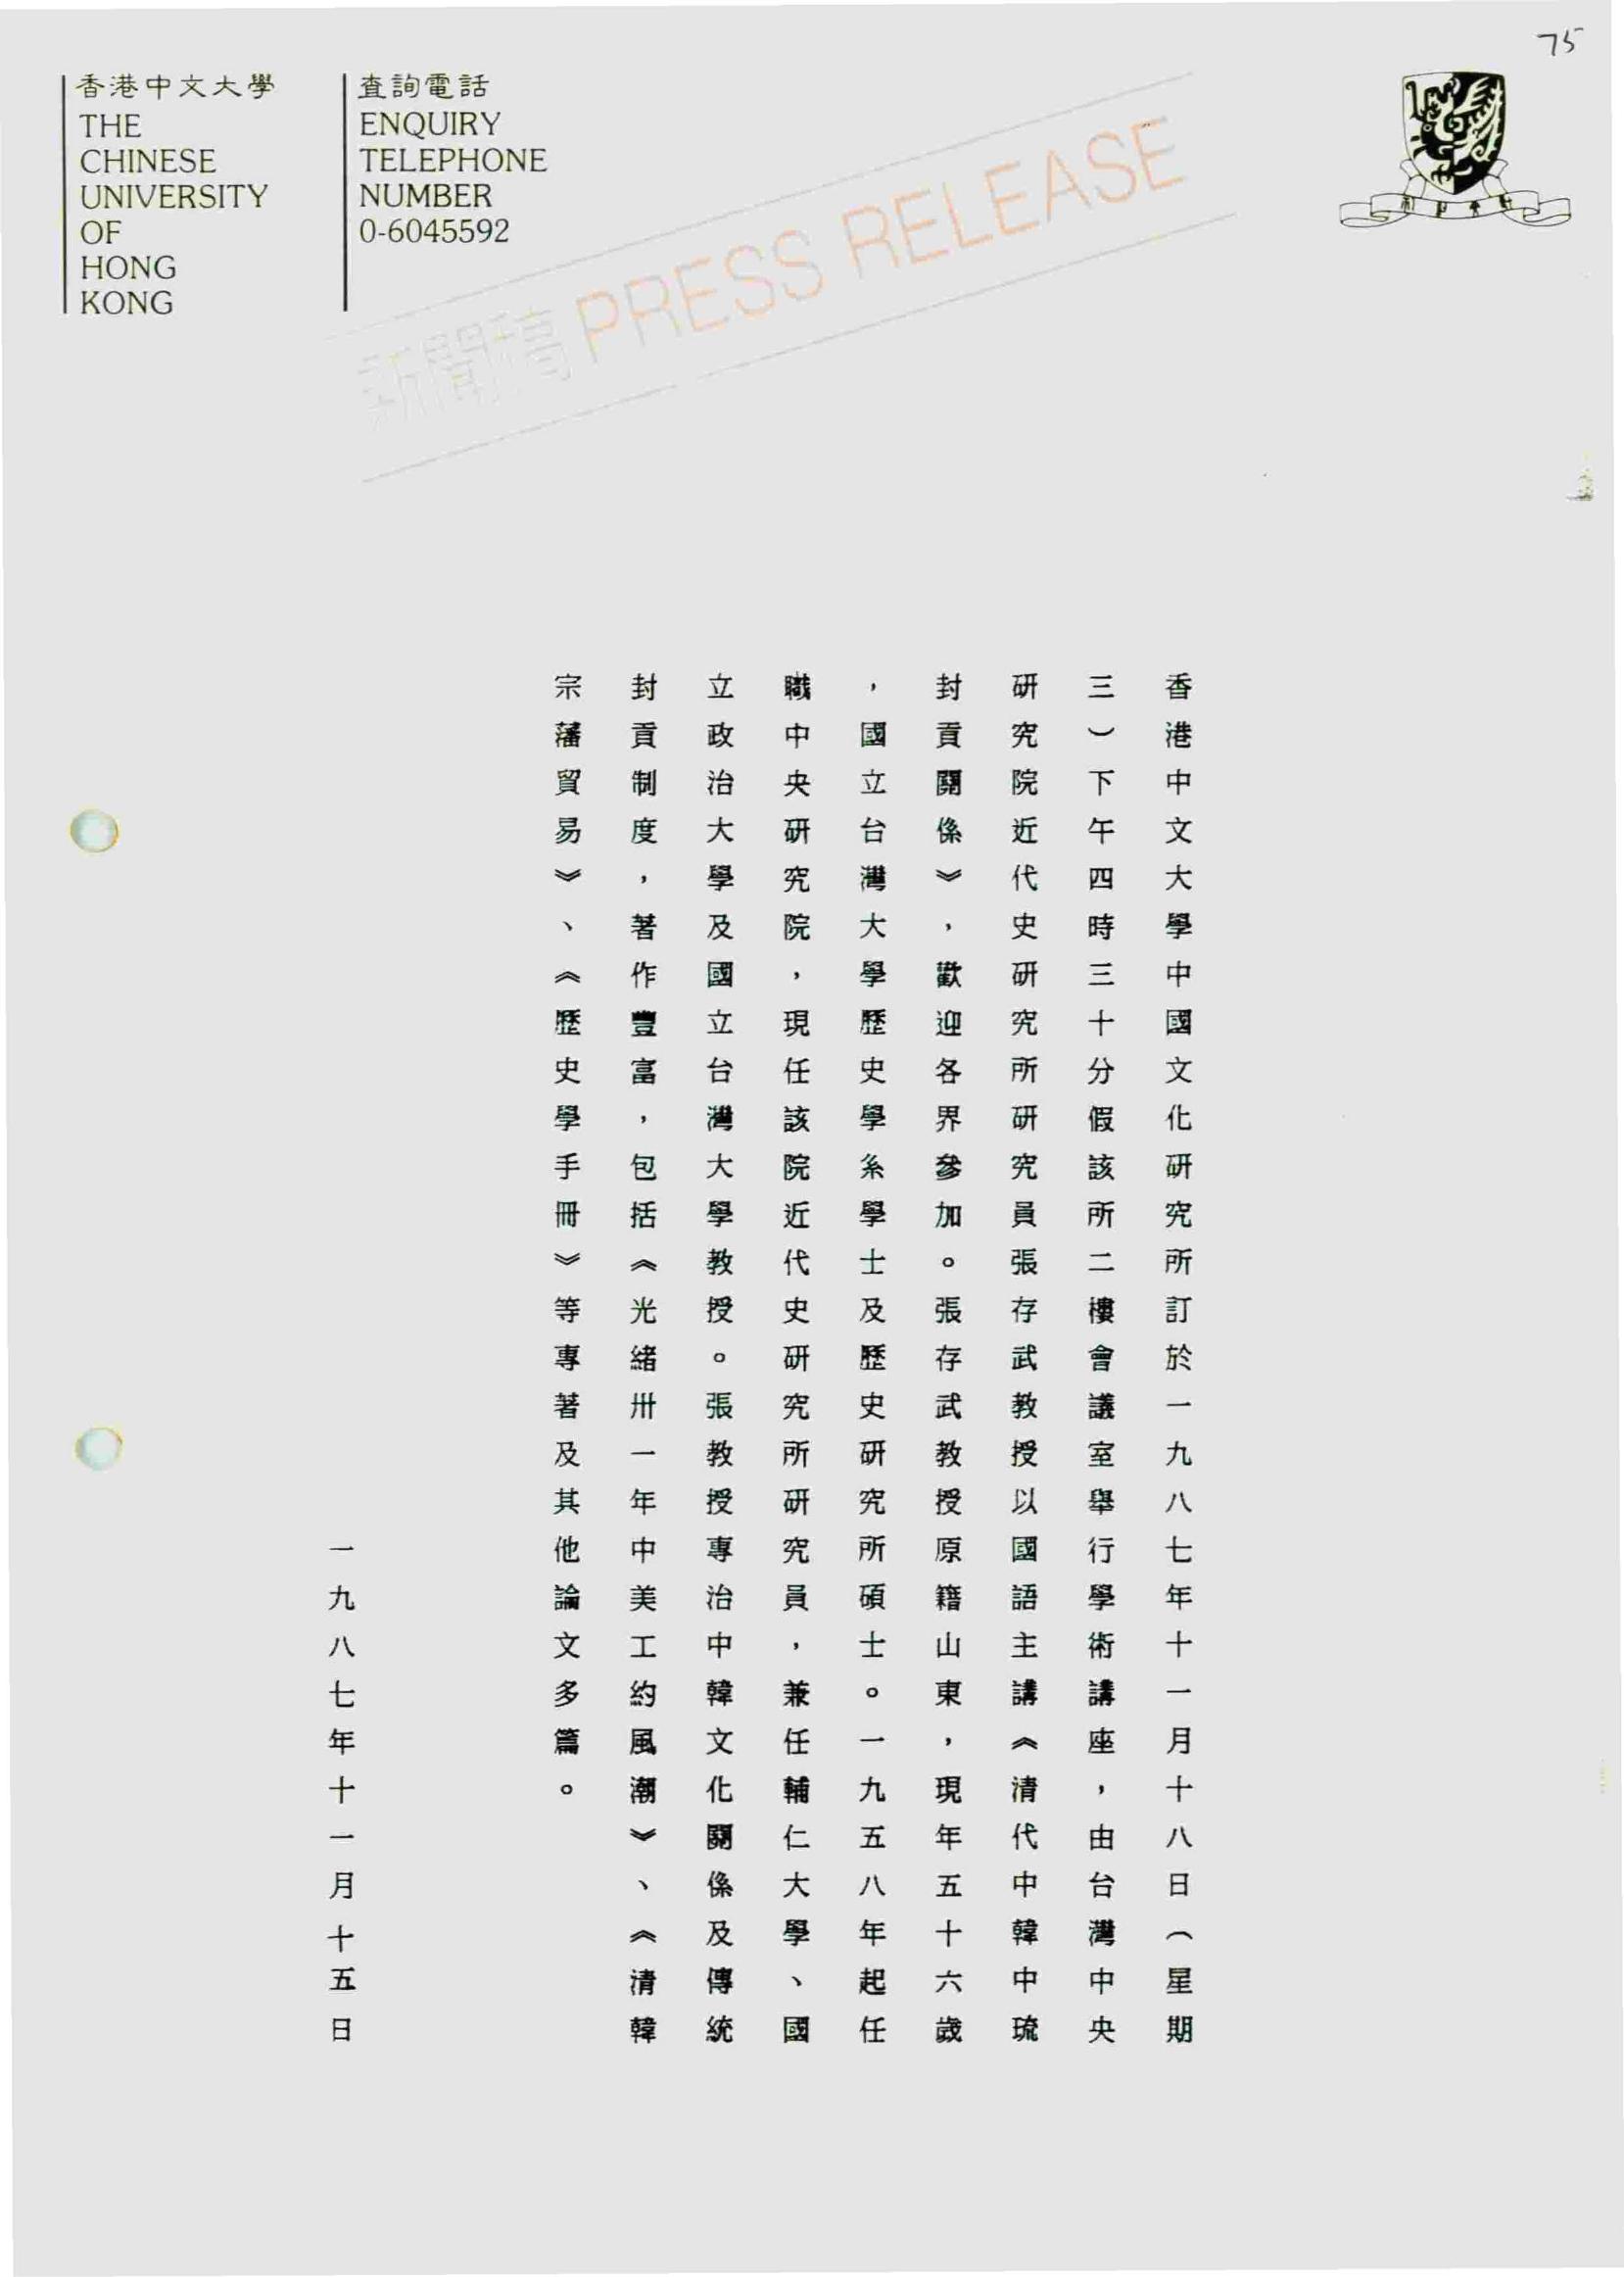 75
香港中文大學
THE
CHINESE
UNIVERSITY
OF
HONG
KONG
查詢電話
ENQUIRY
TELEPHONE
NUMBER
0-6045592
新聞稿 PRESS RELEASE
香港中文大學中國文化研究所訂於一九八七年十一月十八日（星期
三）下午四時三十分假該所二樓會議室舉行學術講座，由台灣中央
研究院近代史研究所研究員張存武教授以國語主講《清代中韓中琉
封貢關係》，歡迎各界參加。張存武教授原籍山東，現年五十六歲
，國立台灣大學歷史學系學士及歷史研究所碩士。一九五八年起任
職中央研究院，現任該院近代史研究所研究員，兼任輔仁大學、國
立政治大學及國立台灣大學教授。張教授專治中韓文化關係及傳統
封貢制度，著作豐富，包括《光緒卅一年中美工約風潮》、《清韓
宗藩貿易》、《歷史學手冊》等專著及其他論文多篇。
一九八七年十一月十五日